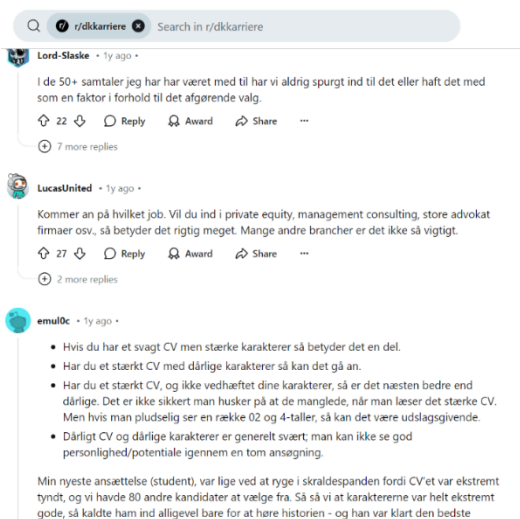 r/dkkarriere Search in r/dkkarriere
Lord-Slaske • 1y ago •
I de 50+ samtaler jeg har har været med til har vi aldrig spurgt ind til det eller haft det med
som en faktor i forhold til det afgørende valg.
22 Reply Award Share ...
7 more replies
LucasUnited • 1y ago •
Kommer an på hvilket job. Vil du ind i private equity, management consulting, store advokat
firmaer osv., så betyder det rigtig meget. Mange andre brancher er det ikke så vigtigt.
27 Reply Award Share ...
2 more replies
emul0c • 1y ago •
• Hvis du har et svagt CV men stærke karakterer så betyder det en del.
• Har du et stærkt CV med dårlige karakterer så kan det gå an.
• Har du et stærkt CV, og ikke vedhæftet dine karakterer, så er det næsten bedre end
dårlige. Det er ikke sikkert man husker på at de manglede, når man læser det stærke CV.
Men hvis man pludselig ser en række 02 og 4-taller, så kan det være udslagsgivende.
• Dårligt CV og dårlige karakterer er generelt svært; man kan ikke se god
personlighed/potentiale igennem en tom ansøgning.
Min nyeste ansættelse (student), var lige ved at ryge i skraldespanden fordi CV'et var ekstremt
tyndt, og vi havde 80 andre kandidater at vælge fra. Så så vi at karaktererne var helt ekstremt
gode, så kaldte ham ind alligevel bare for at høre historien - og han var klart den bedste